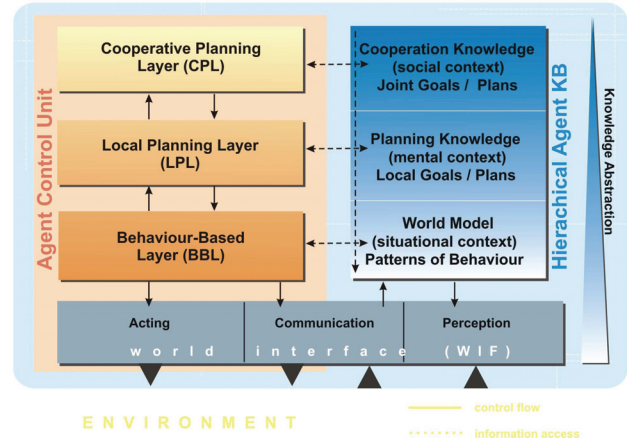 Agent Control Unit
Cooperative Planning
Layer (CPL)
Local Planning Layer
(LPL)
Behaviour-Based
Layer (BBL)
Cooperation Knowledge
(social context)
Joint Goals / Plans
Planning Knowledge
(mental context)
Local Goals / Plans
World Model
(situational context)
Patterns of Behaviour
Hierachical Agent KB
Knowledge Abstraction
Acting
Communication
Perception
world interface (WIF)
ENVIRONMENT
control flow
information access